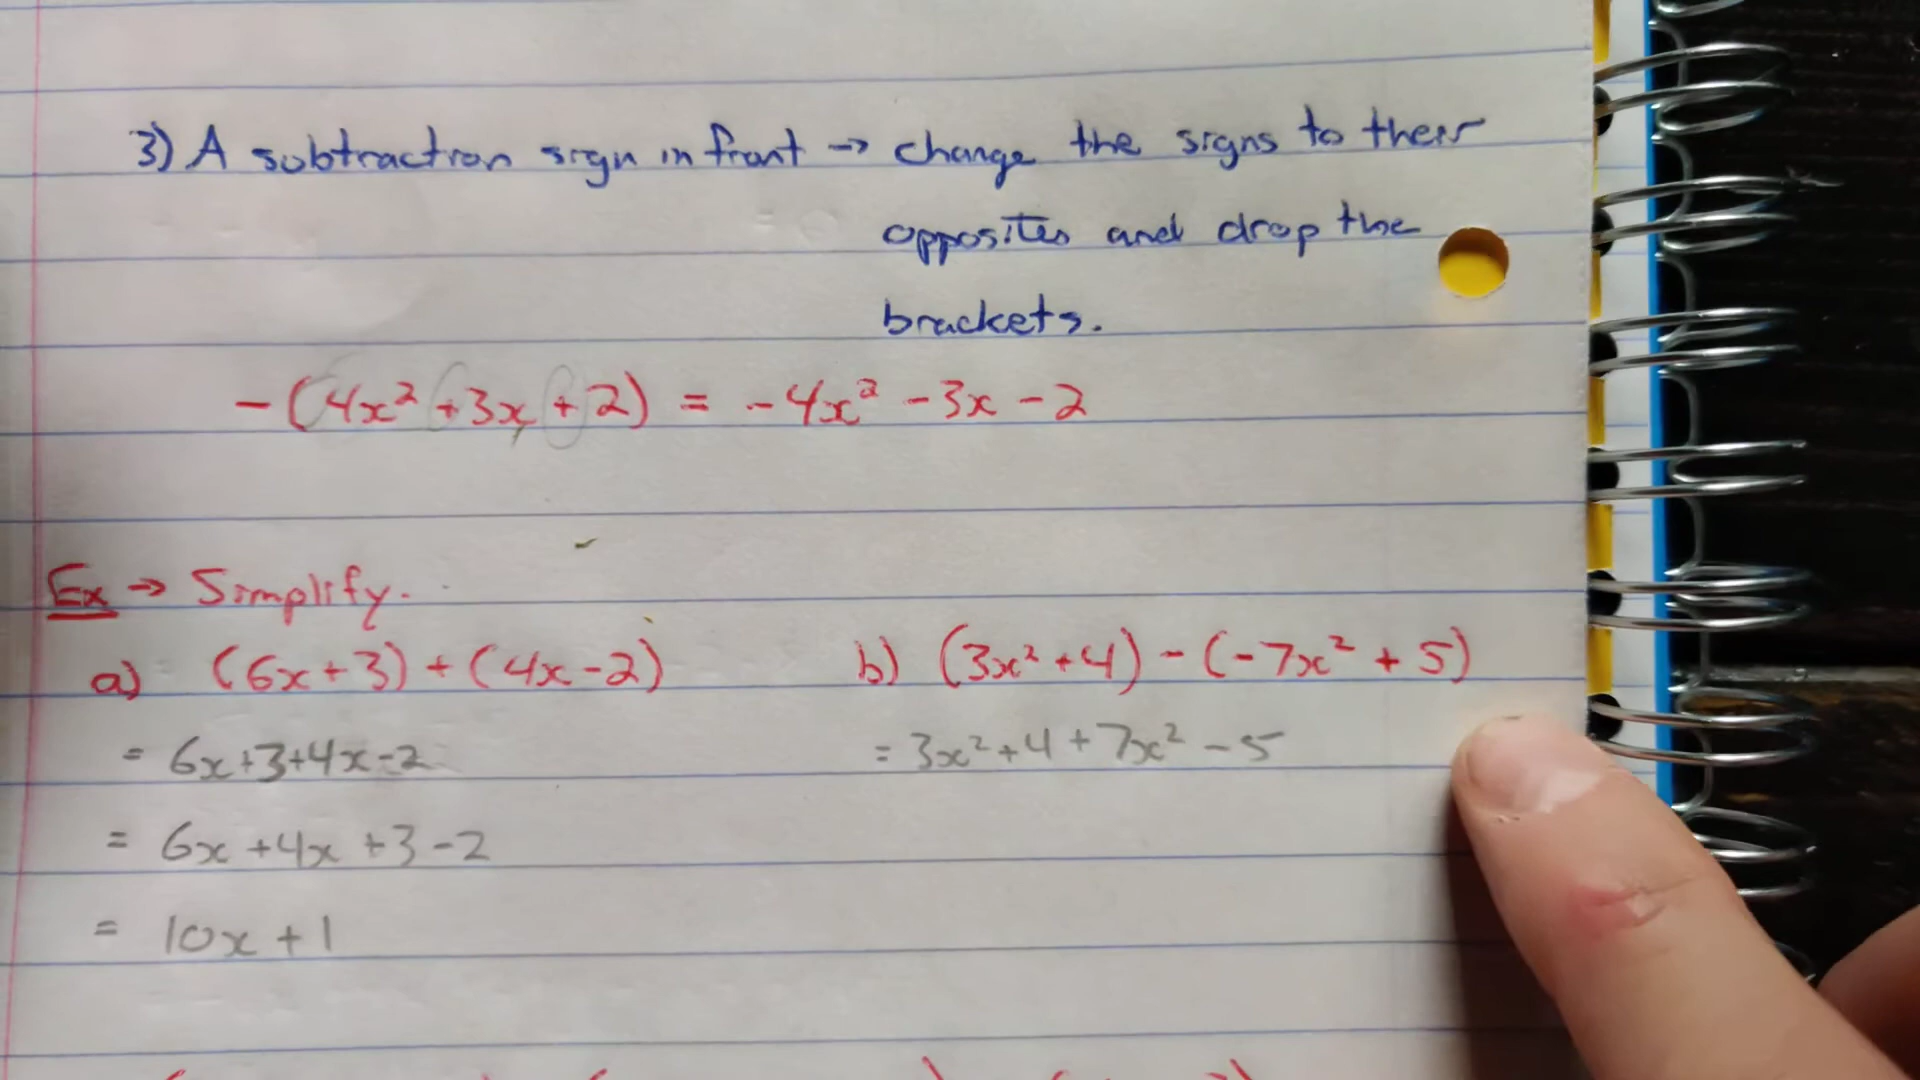 3) A subtraction sign in front → change the signs to their
opposites and drop the
brackets.
-(4x² +3x +2) = -4x² -3x -2
Ex → Simplify.
a) (6x+3) + (4x-2)
b) (3x² +4) - (-7x² + 5)
= 6x+3+4x-2
= 3x²+4+7x² -5
= 6x +4x +3 -2
= 10x + 1